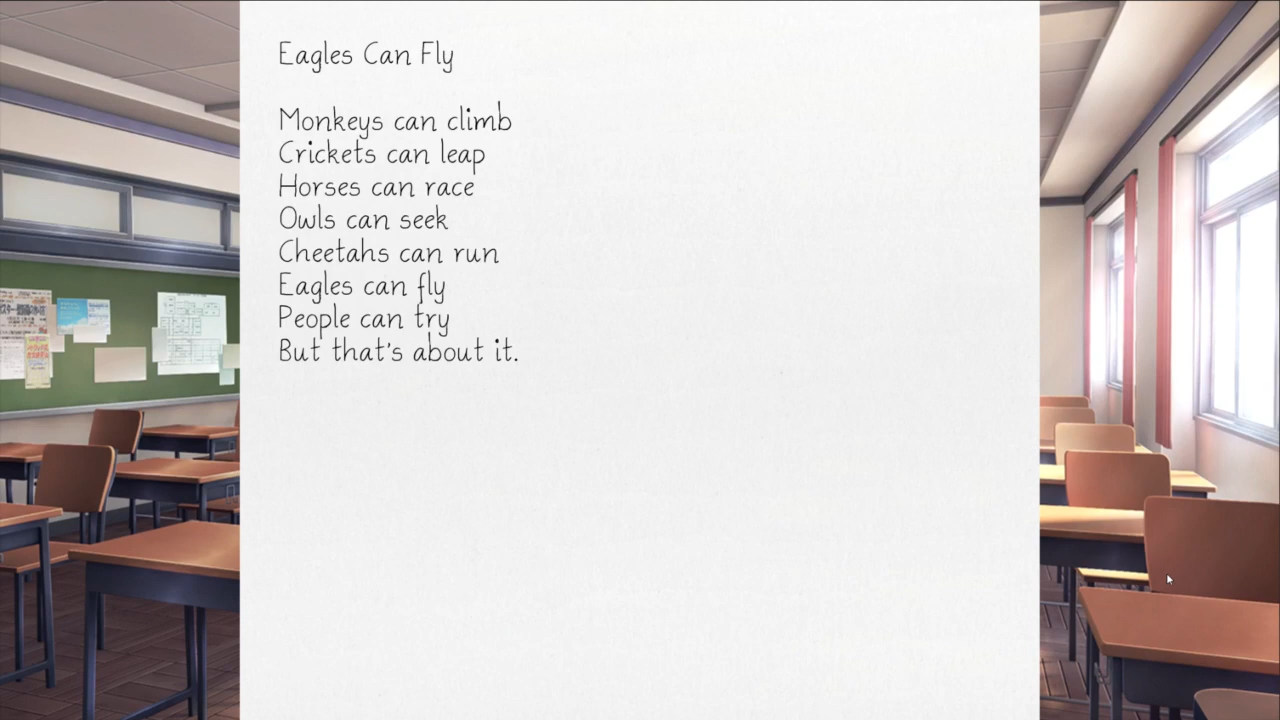 Eagles Can Fly

Monkeys can climb
Crickets can leap
Horses can race
Owls can seek
Cheetahs can run
Eagles can fly
People can try
But that's about it.